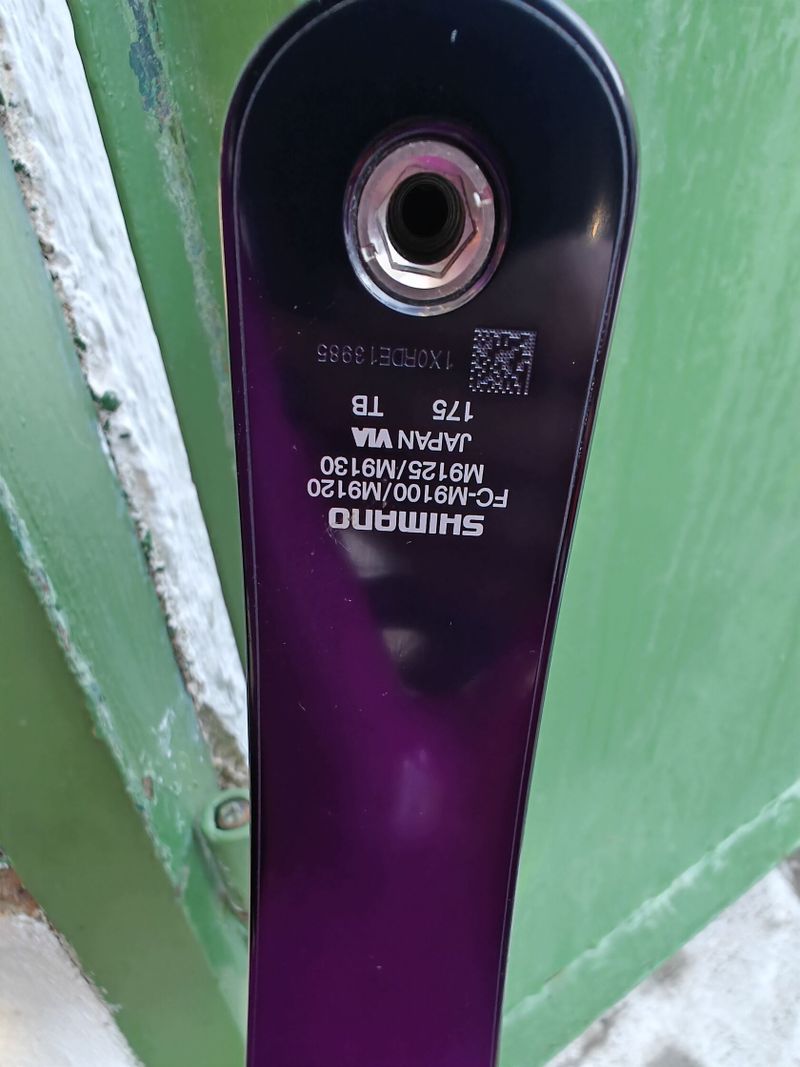 SHIMANO
FC-M9100/M9120
M9125/M9130
JAPAN VIA
175 TB
1X0RDE13985